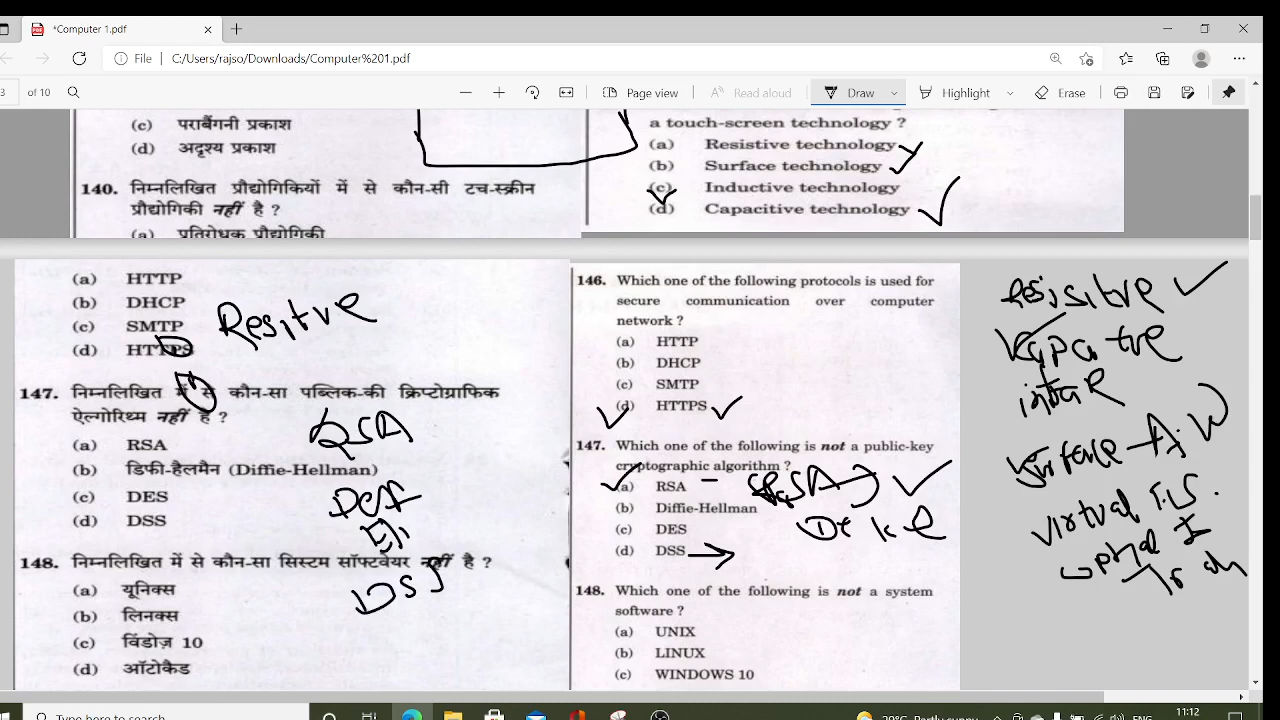 *Computer 1.pdf
File C:/Users/rajso/Downloads/Computer%201.pdf
3 of 10 Page view Read aloud Draw Highlight Erase
(c) पराबैंगनी प्रकाश
(d) अदृश्य प्रकाश
140. निम्नलिखित प्रौद्योगिकियों में से कौन-सी टच-स्क्रीन
प्रौद्योगिकी नहीं है ?
(a) प्रतिरोधक प्रौद्योगिकी
a touch-screen technology ?
(a) Resistive technology
(b) Surface technology
(c) Inductive technology
(d) Capacitive technology
(a) HTTP
(b) DHCP
(c) SMTP
(d) HTTPS
Resitve
147. निम्नलिखित में से कौन-सा पब्लिक-की क्रिप्टोग्राफिक
ऐल्गोरिथ्म नहीं है ?
(a) RSA
(b) डिफी-हैलमैन (Diffie-Hellman)
(c) DES
(d) DSS
RSA
148. निम्नलिखित में से कौन-सा सिस्टम सॉफ्टवेयर नहीं है ?
(a) यूनिक्स
(b) लिनक्स
(c) विंडोज़ 10
(d) ऑटोकैड
146. Which one of the following protocols is used for
secure communication over computer
network ?
(a) HTTP
(b) DHCP
(c) SMTP
(d) HTTPS
147. Which one of the following is not a public-key
cryptographic algorithm ?
(a) RSA
(b) Diffie-Hellman
(c) DES
(d) DSS
148. Which one of the following is not a system
software ?
(a) UNIX
(b) LINUX
(c) WINDOWS 10
Type here to search
29°C Partly sunny
ENG
11:12